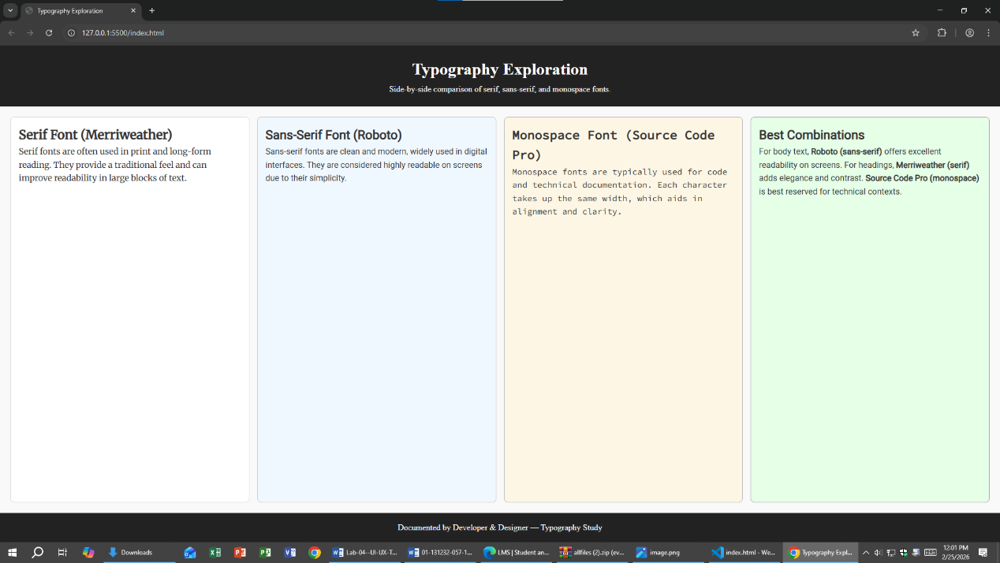 Typography Exploration
127.0.0.1:5500/index.html
Typography Exploration
Side-by-side comparison of serif, sans-serif, and monospace fonts.
Serif Font (Merriweather)
Serif fonts are often used in print and long-form
reading. They provide a traditional feel and can
improve readability in large blocks of text.
Sans-Serif Font (Roboto)
Sans-serif fonts are clean and modern, widely used in digital
interfaces. They are considered highly readable on screens
due to their simplicity.
Monospace Font (Source Code
Pro)
Monospace fonts are typically used for code
and technical documentation. Each character
takes up the same width, which aids in
alignment and clarity.
Best Combinations
For body text, Roboto (sans-serif) offers excellent
readability on screens. For headings, Merriweather (serif)
adds elegance and contrast. Source Code Pro (monospace)
is best reserved for technical contexts.
Documented by Developer & Designer — Typography Study
Downloads
Lab-04--UI-UX-T...
01-131232-057-1...
LMS | Student an...
allfiles (2).zip (ev...
image.png
index.html - We...
Typography Expl...
12:01 PM
2/25/2026